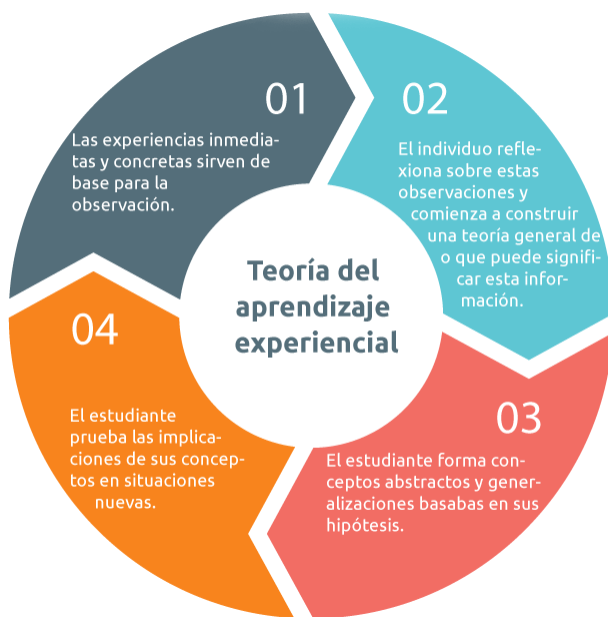 01
Las experiencias inmedia-
tas y concretas sirven de
base para la
observación.
02
El individuo refle-
xiona sobre estas
observaciones y
comienza a construir
una teoría general de
o que puede signifi-
car esta infor-
mación.
Teoría del
aprendizaje
experiencial
03
El estudiante forma con-
ceptos abstractos y gener-
alizaciones basabas en sus
hipótesis.
04
El estudiante
prueba las implica-
ciones de sus concep-
tos en situaciones
nuevas.